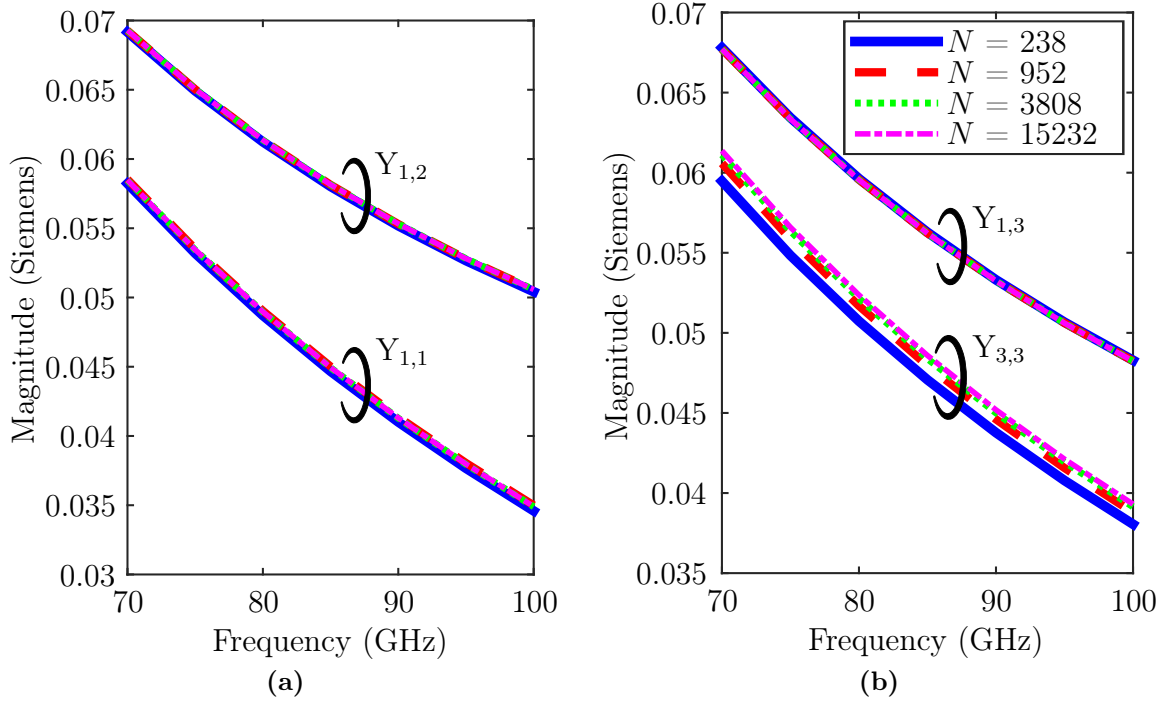 0.07
0.065
0.06
0.055
0.05
0.045
0.04
0.035
0.03
Magnitude (Siemens)
Y1,2
Y1,1
70 80 90 100
Frequency (GHz)
(a)
0.065
0.06
0.055
0.05
0.045
0.04
0.035
Magnitude (Siemens)
N = 238
N = 952
N = 3808
N = 15232
Y1,3
Y3,3
70 80 90 100
Frequency (GHz)
(b)